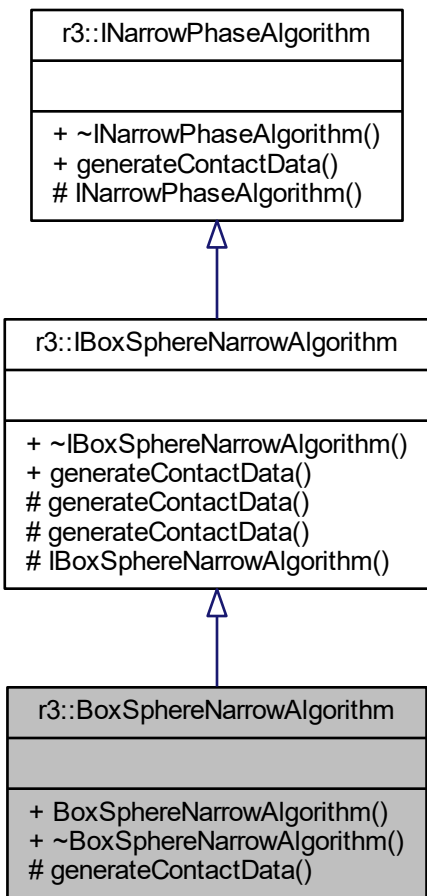 r3::INarrowPhaseAlgorithm
+ ~INarrowPhaseAlgorithm()
+ generateContactData()
# INarrowPhaseAlgorithm()
r3::IBoxSphereNarrowAlgorithm
+ ~IBoxSphereNarrowAlgorithm()
+ generateContactData()
# generateContactData()
# generateContactData()
# IBoxSphereNarrowAlgorithm()
r3::BoxSphereNarrowAlgorithm
+ BoxSphereNarrowAlgorithm()
+ ~BoxSphereNarrowAlgorithm()
# generateContactData()